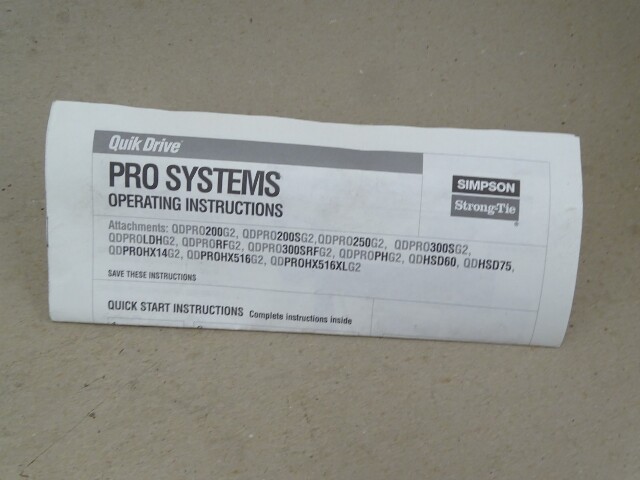 Quik Drive
PRO SYSTEMS
OPERATING INSTRUCTIONS
SIMPSON
Strong-Tie
Attachments: QDPRO200G2, QDPRO200SG2,QDPRO250G2, QDPRO300SG2,
QDPROLDHG2, QDPRORFG2, QDPRO300SRFG2, QDPROPHG2, QDHSD60, QDHSD75,
QDPROHX14G2, QDPROHX516G2, QDPROHX516XLG2
SAVE THESE INSTRUCTIONS
QUICK START INSTRUCTIONS Complete instructions inside